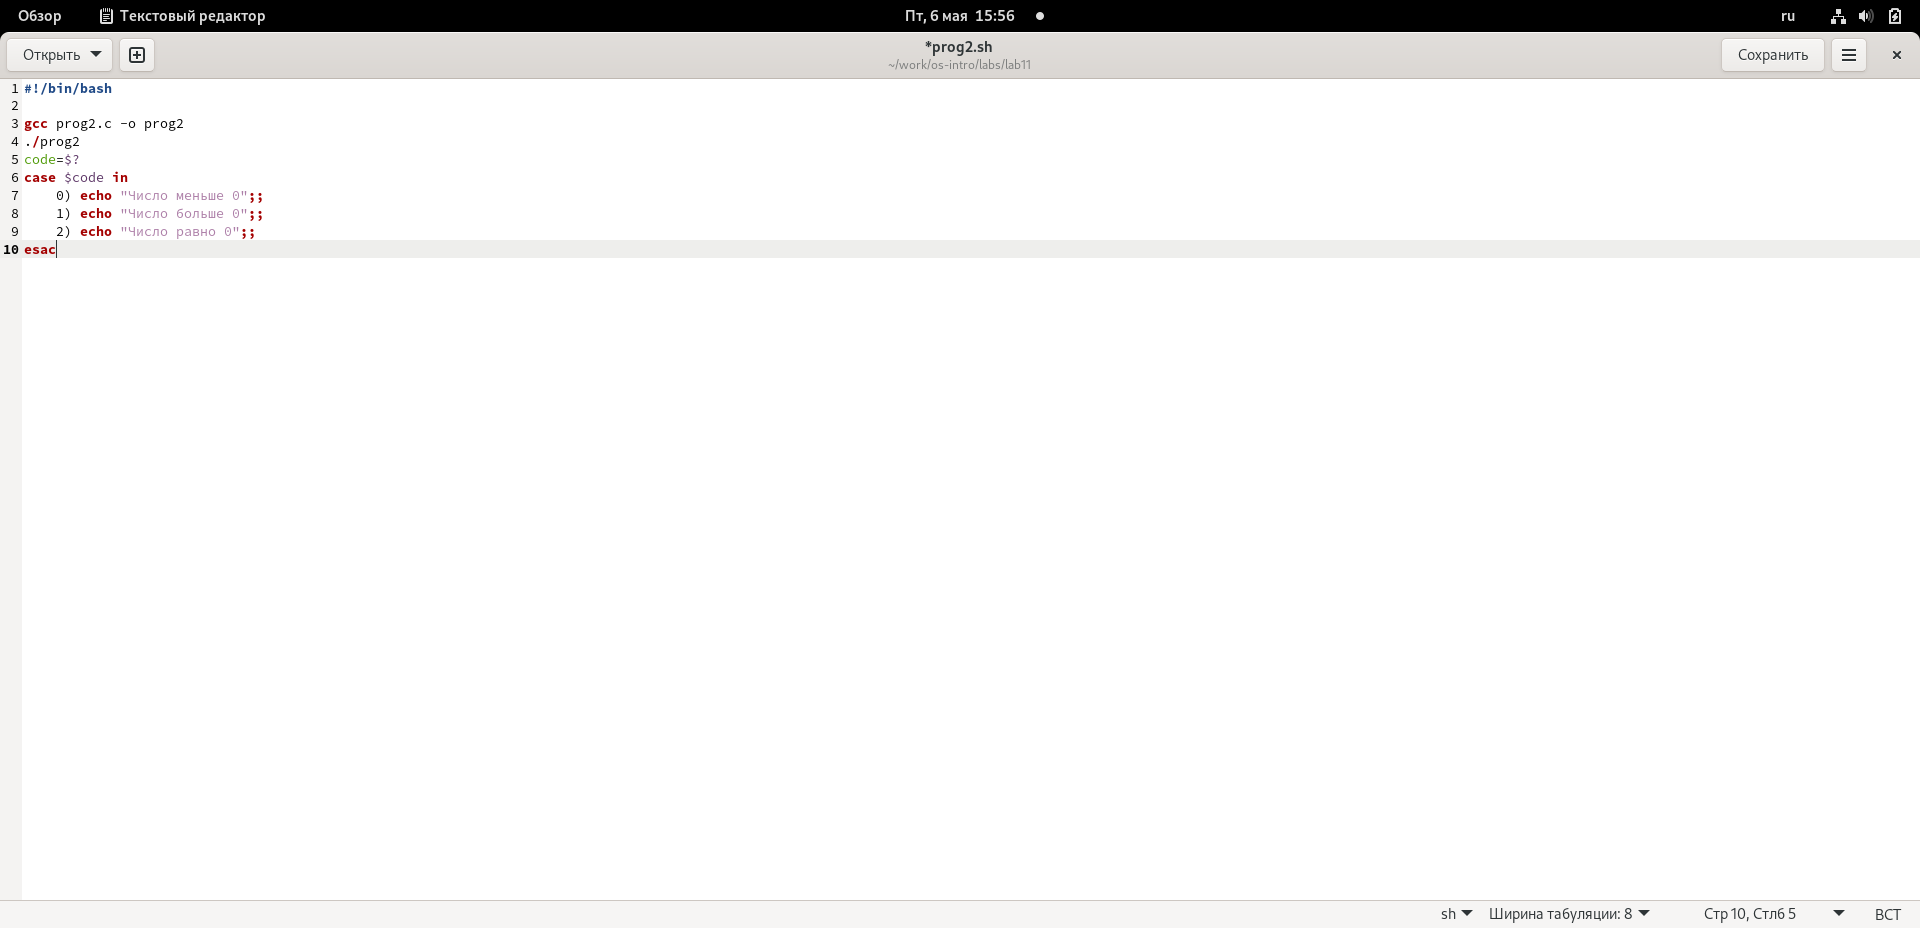 Обзор Текстовый редактор Пт, 6 мая 15:56 ru
Открыть *prog2.sh Сохранить
~/work/os-intro/labs/lab11
1 #!/bin/bash
2
3 gcc prog2.c -o prog2
4 ./prog2
5 code=$?
6 case $code in
7 0) echo "Число меньше 0";;
8 1) echo "Число больше 0";;
9 2) echo "Число равно 0";;
10 esac
sh Ширина табуляции: 8 Стр 10, Стлб 5 ВСТ